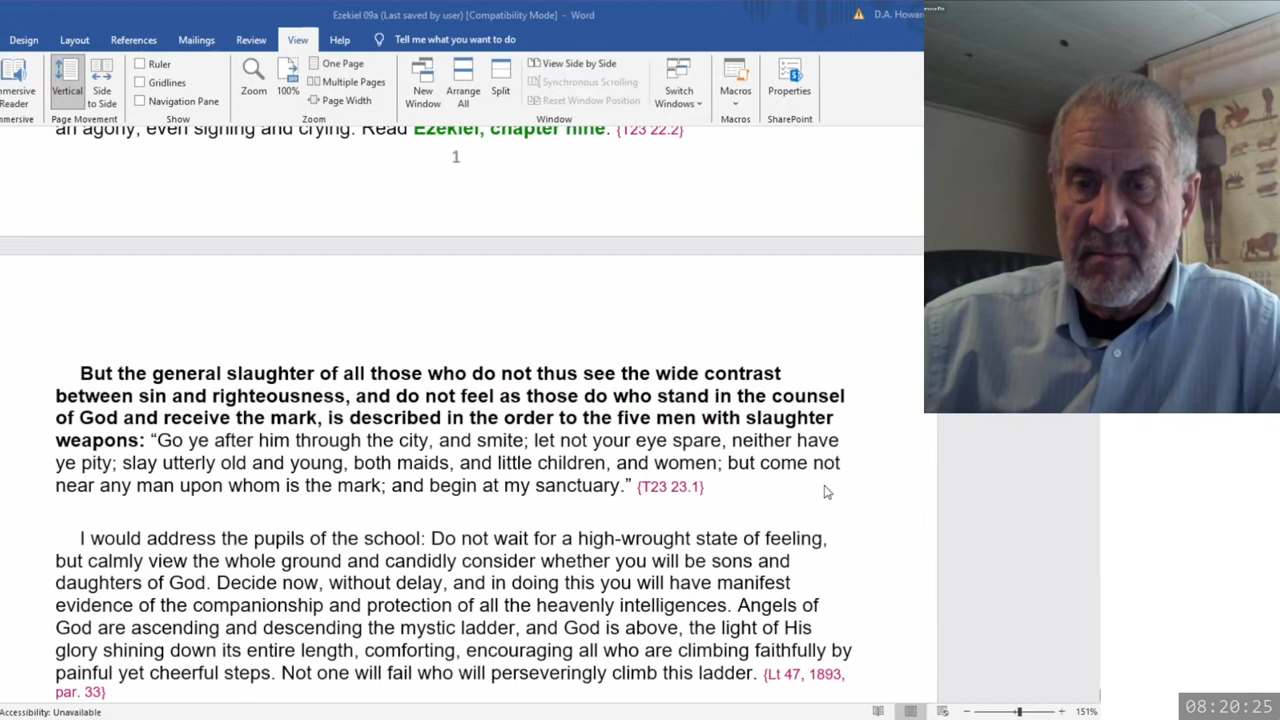 Ezekiel 09a (Last saved by user) [Compatibility Mode] - Word
D.A. Howar
Design Layout References Mailings Review View Help Tell me what you want to do
mmersive Reader
Vertical
Side to Side
Ruler
Gridlines
Navigation Pane
Zoom
100%
One Page
Multiple Pages
Page Width
New Window
Arrange All
Split
View Side by Side
Synchronous Scrolling
Reset Window Position
Switch Windows
Macros
Properties
mmersive Page Movement Show Zoom Window Macros SharePoint
an agony, even sighing and crying. Read Ezekiel, chapter nine. {T23 22.2}
1
But the general slaughter of all those who do not thus see the wide contrast
between sin and righteousness, and do not feel as those do who stand in the counsel
of God and receive the mark, is described in the order to the five men with slaughter
weapons: “Go ye after him through the city, and smite; let not your eye spare, neither have
ye pity; slay utterly old and young, both maids, and little children, and women; but come not
near any man upon whom is the mark; and begin at my sanctuary.” {T23 23.1}
I would address the pupils of the school: Do not wait for a high-wrought state of feeling,
but calmly view the whole ground and candidly consider whether you will be sons and
daughters of God. Decide now, without delay, and in doing this you will have manifest
evidence of the companionship and protection of all the heavenly intelligences. Angels of
God are ascending and descending the mystic ladder, and God is above, the light of His
glory shining down its entire length, comforting, encouraging all who are climbing faithfully by
painful yet cheerful steps. Not one will fail who will perseveringly climb this ladder. {Lt 47, 1893,
par. 33}
Accessibility: Unavailable
151%
08:20:25